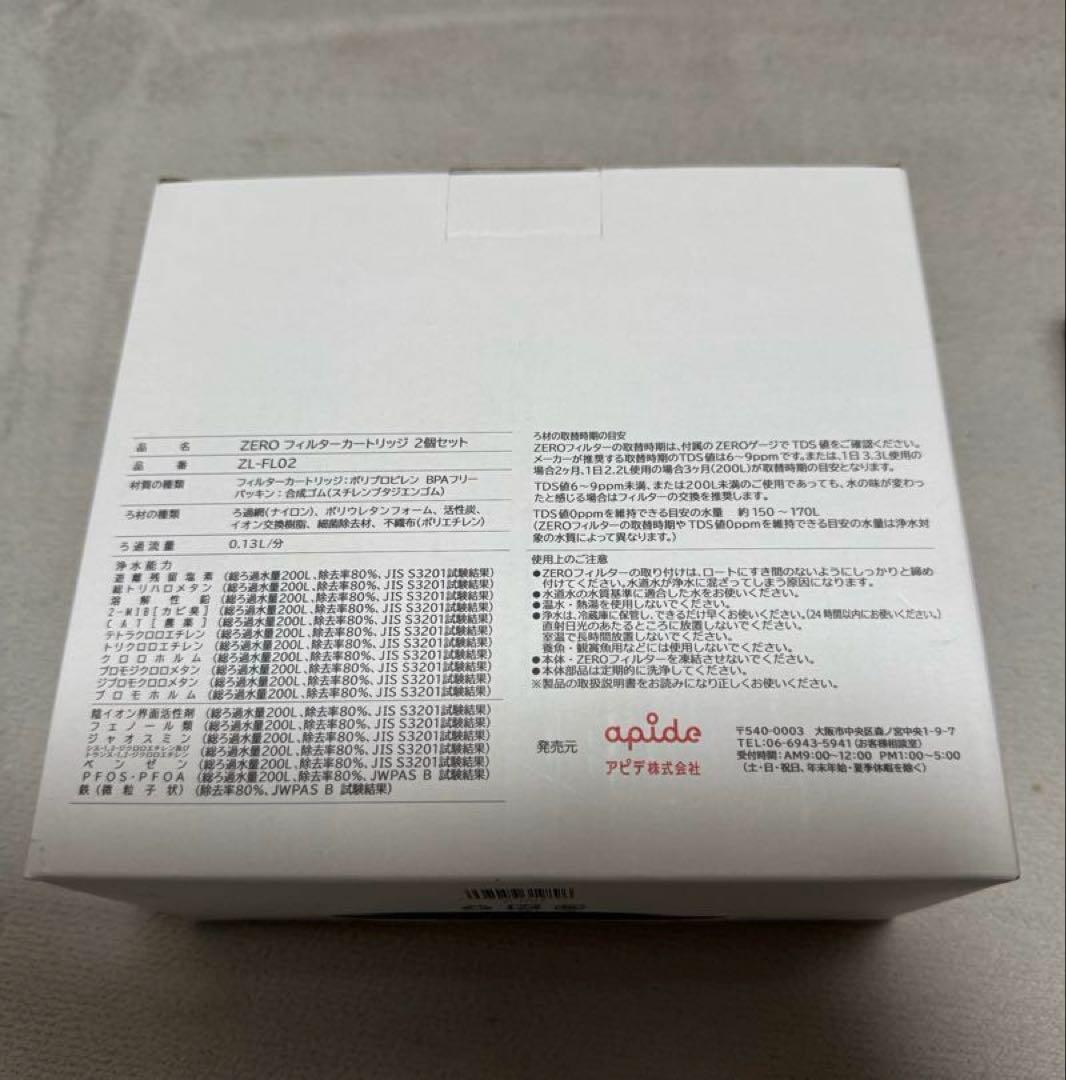 品名 ZERO フィルターカートリッジ 2個セット
品番 ZL-FL02
材質の種類 フィルターカートリッジ：ポリプロピレン BPAフリー
パッキン：合成ゴム(スチレンブタジエンゴム)
ろ材の種類 ろ過網(ナイロン)、ポリウレタンフォーム、活性炭、
イオン交換樹脂、細菌除去材、不織布(ポリエチレン)
ろ過流量 0.13L/分
浄水能力
遊離残留塩素 (総ろ過水量200L、除去率80%、JIS S3201試験結果)
総トリハロメタン (総ろ過水量200L、除去率80%、JIS S3201試験結果)
溶解性鉛 (総ろ過水量200L、除去率80%、JIS S3201試験結果)
2-MIB[カビ臭] (総ろ過水量200L、除去率80%、JIS S3201試験結果)
CAT[農薬] (総ろ過水量200L、除去率80%、JIS S3201試験結果)
テトラクロロエチレン (総ろ過水量200L、除去率80%、JIS S3201試験結果)
トリクロロエチレン (総ろ過水量200L、除去率80%、JIS S3201試験結果)
クロロホルム (総ろ過水量200L、除去率80%、JIS S3201試験結果)
ブロモジクロロメタン (総ろ過水量200L、除去率80%、JIS S3201試験結果)
ジブロモクロロメタン (総ろ過水量200L、除去率80%、JIS S3201試験結果)
ブロモホルム (総ろ過水量200L、除去率80%、JIS S3201試験結果)
陰イオン界面活性剤 (総ろ過水量200L、除去率80%、JIS S3201試験結果)
フェノール類 (総ろ過水量200L、除去率80%、JIS S3201試験結果)
ジャオスミン (総ろ過水量200L、除去率80%、JIS S3201試験結果)
シス-1,2-ジクロロエチレン及び
トランス-1,2-ジクロロエチレン (総ろ過水量200L、除去率80%、JIS S3201試験結果)
ベンゼン (総ろ過水量200L、除去率80%、JIS S3201試験結果)
PFOS・PFOA (総ろ過水量200L、除去率80%、JWPAS B 試験結果)
鉄(微粒子状) (除去率80%、JWPAS B 試験結果)
ろ材の取替時期の目安
ZEROフィルターの取替時期は、付属のZEROゲージでTDS値をご確認ください。
メーカーが推奨する取替時期のTDS値は6~9ppmです。または、1日3.3L使用の
場合2ヶ月、1日2.2L使用の場合3ヶ月(200L)が取替時期の目安となります。
TDS値6~9ppm未満、または200L未満のご使用であっても、水の味が変わっ
たと感じる場合はフィルターの交換を推奨します。
TDS値0ppmを維持できる目安の水量 約150~170L
(ZEROフィルターの取替時期やTDS値0ppmを維持できる目安の水量は浄水対
象の水質によって異なります。)
使用上のご注意
●ZEROフィルターの取り付けは、ロートにすき間のないようにしっかりと締め
付けてください。水道水が浄水に混ざってしまう原因になります。
●水道水の水質基準に適合した水をお使いください。
●温水・熱湯を使用しないでください。
●浄水は、冷蔵庫に保管し、できるだけ早くお使いください。(24時間以内にお使いください。)
直射日光のあたるところに放置しないでください。
室温で長時間放置しないでください。
養魚・観賞魚用などには使用しないでください。
●本体・ZEROフィルターを凍結させないでください。
●本体部品は定期的に洗浄してください。
※製品の取扱説明書をお読みになり正しくお使いください。
発売元
apide
アピデ株式会社
〒540-0003 大阪市中央区森ノ宮中央1-9-7
TEL:06-6943-5941(お客様相談室)
受付時間：AM9:00~12:00 PM1:00~5:00
(土・日・祝日、年末年始・夏季休暇を除く)